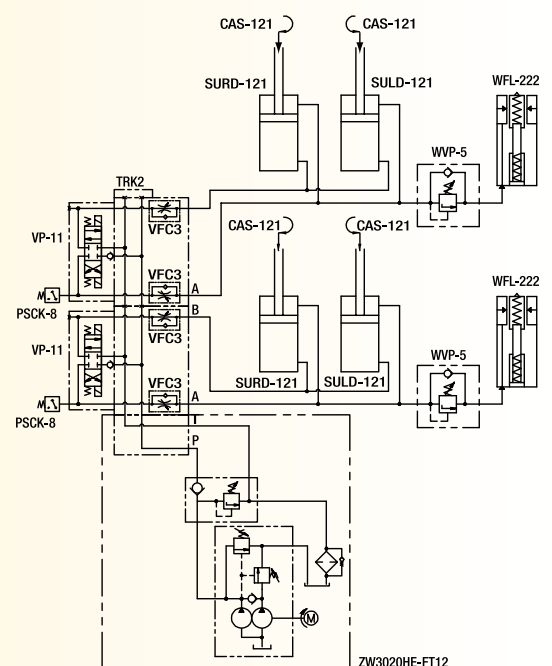 CAS-121
CAS-121
SURD-121
SULD-121
WFL-222
WVP-5
TRK2
VP-11
VFC3
CAS-121
CAS-121
VFC3
A
PSCK-8
B
VFC3
WFL-222
VP-11
WVP-5
VFC3
SURD-121
SULD-121
A
PSCK-8
T
P
M
ZW3020HE-FT12